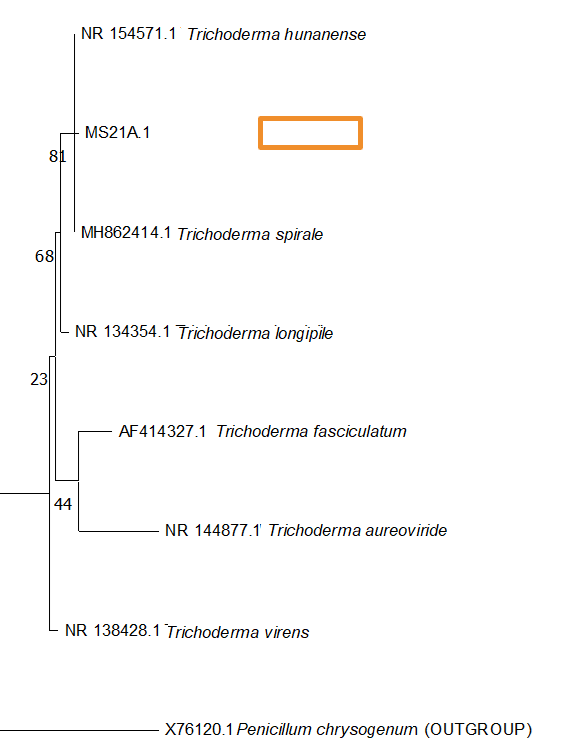 NR 154571.1 Trichoderma hunanense
MS21A.1
81
MH862414.1 Trichoderma spirale
68
NR 134354.1 Trichoderma longipile
23
AF414327.1 Trichoderma fasciculatum
44
NR 144877.1 Trichoderma aureoviride
NR 138428.1 Trichoderma virens
X76120.1 Penicillum chrysogenum (OUTGROUP)